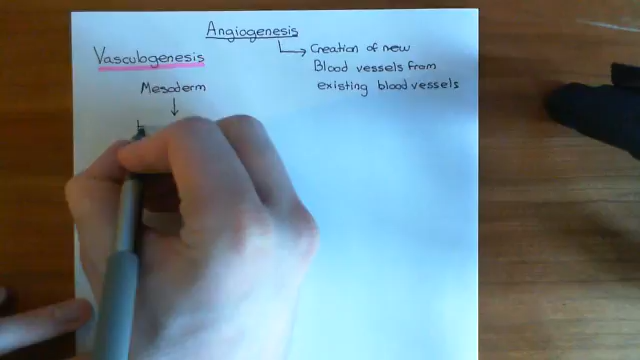 Angiogenesis
Creation of new
Blood vessels from
existing blood vessels
Vasculogenesis
Mesoderm